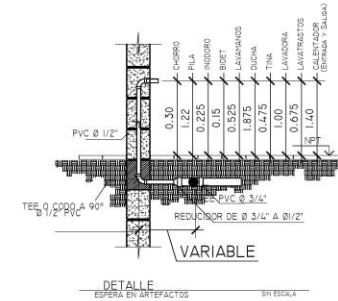 CHORRO
PILA
INODORO
BIDET
LAVAMANOS
DUCHA
TINA
LAVADORA
LAVATRASTOS
CALENTADOR
(ENTRADA Y SALIDA)
0.30
1.22
0.225
0.15
0.525
1.875
0.475
1.00
0.675
1.40
PVC Ø 1/2"
NPT
TEE O CODO A 90°
Ø 1/2" PVC
PVC Ø 3/4"
REDUCIDOR DE Ø 3/4" A Ø1/2"
VARIABLE
DETALLE
ESPERA EN ARTEFACTOS
SIN ESCALA